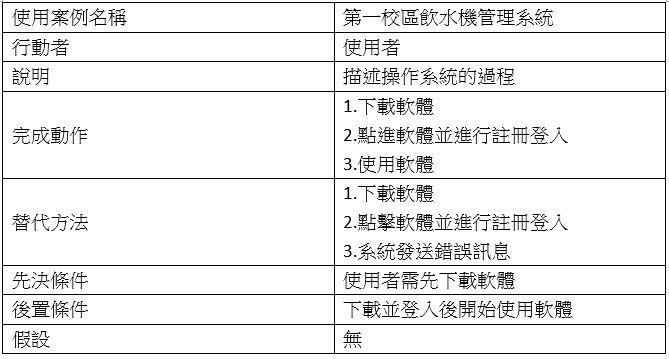 使用案例名稱 第一校區飲水機管理系統
行動者 使用者
說明 描述操作系統的過程
完成動作
1.下載軟體
2.點進軟體並進行註冊登入
3.使用軟體
替代方法
1.下載軟體
2.點擊軟體並進行註冊登入
3.系統發送錯誤訊息
先決條件 使用者需先下載軟體
後置條件 下載並登入後開始使用軟體
假設 無